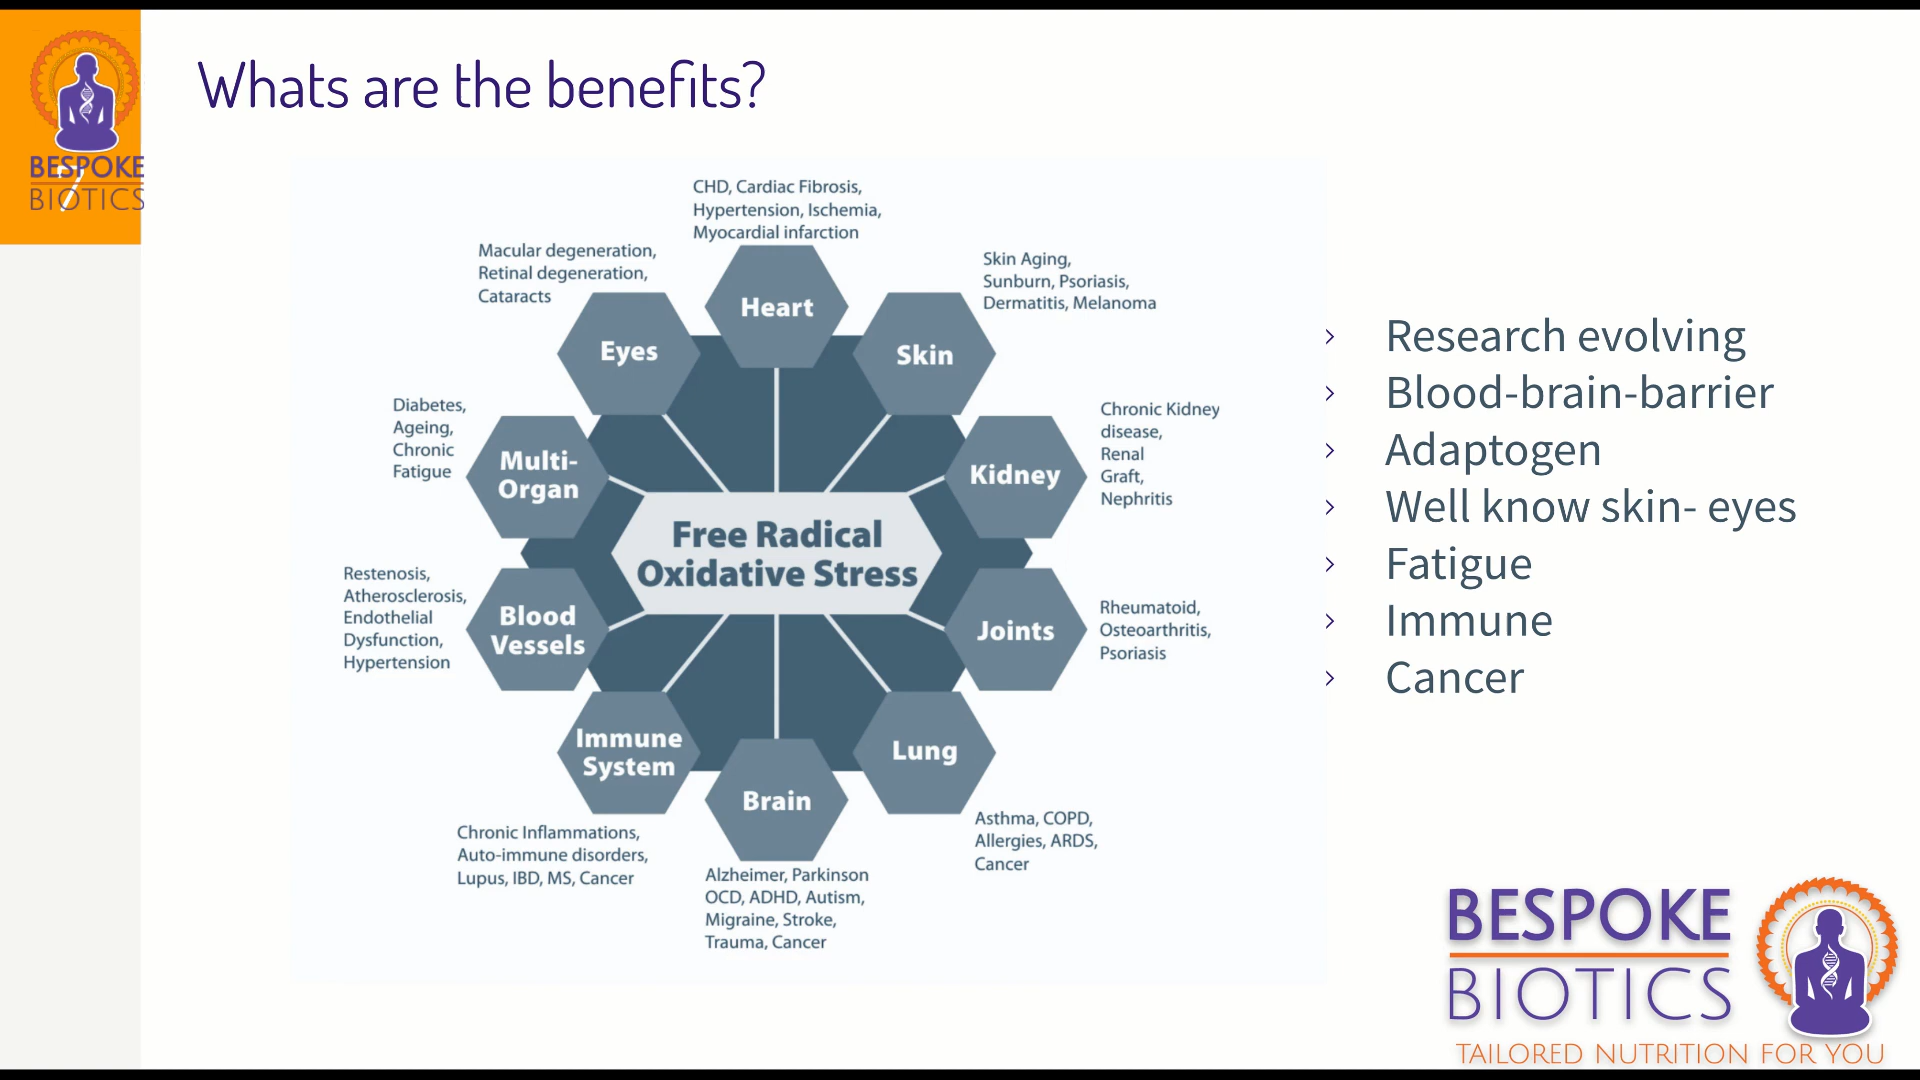 Whats are the benefits?
BESPOKE
BIOTICS
7
CHD, Cardiac Fibrosis,
Hypertension, Ischemia,
Myocardial infarction
Heart
Macular degeneration,
Retinal degeneration,
Cataracts
Eyes
Skin Aging,
Sunburn, Psoriasis,
Dermatitis, Melanoma
Skin
Diabetes,
Ageing,
Chronic
Fatigue
Multi-
Organ
Chronic Kidney
disease,
Renal
Graft,
Nephritis
Kidney
Free Radical
Oxidative Stress
Restenosis,
Atherosclerosis,
Endothelial
Dysfunction,
Hypertension
Blood
Vessels
Joints
Rheumatoid,
Osteoarthritis,
Psoriasis
Immune
System
Chronic Inflammations,
Auto-immune disorders,
Lupus, IBD, MS, Cancer
Brain
Alzheimer, Parkinson
OCD, ADHD, Autism,
Migraine, Stroke,
Trauma, Cancer
Lung
Asthma, COPD,
Allergies, ARDS,
Cancer
› Research evolving
› Blood-brain-barrier
› Adaptogen
› Well know skin- eyes
› Fatigue
› Immune
› Cancer
BESPOKE
BIOTICS
TAILORED NUTRITION FOR YOU